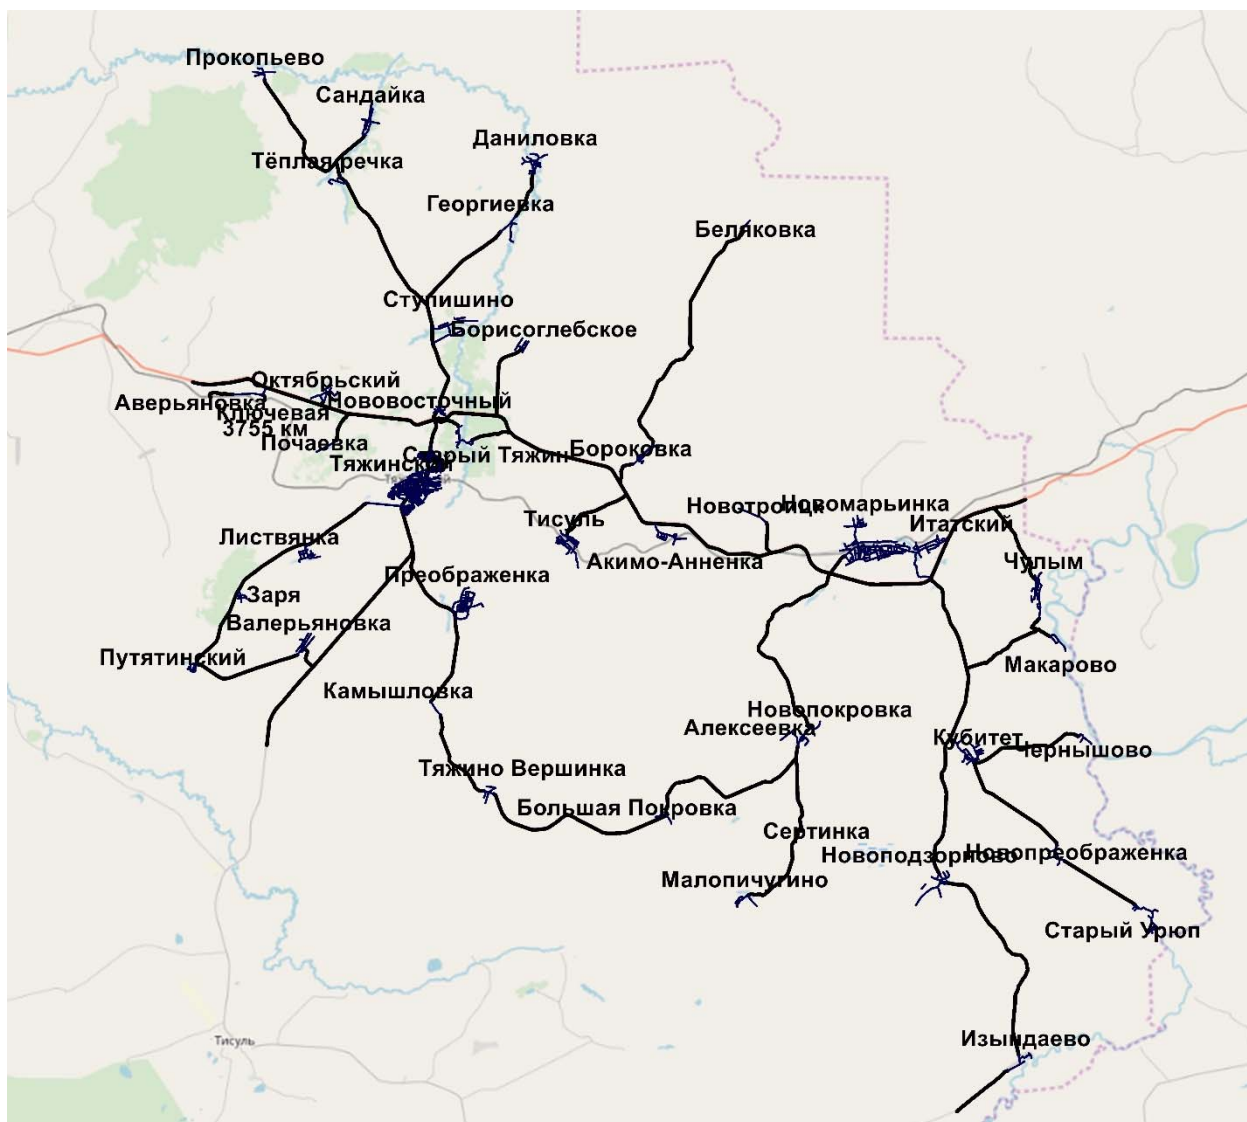 Прокопьево
Сандайка
Даниловка
Тёплая речка
Георгиевка
Беляковка
Ступишино
Борисоглебское
Октябрьский
Аверьяновка
Нововосточный
Ключевая
3755 км
Почаевка
Старый Тяжин
Бороковка
Тяжинский
Новотроицк
Новомарьинка
Тисуль
Итатский
Листвянка
Акимо-Анненка
Чулым
Преображенка
Заря
Валерьяновка
Путятинский
Макарово
Камышловка
Новопокровка
Алексеевка
Кубитет
Чернышово
Тяжино Вершинка
Большая Покровка
Сертинка
Новоподзорново
Новопреображенка
Малопичугино
Старый Урюп
Изындаево
Тисуль